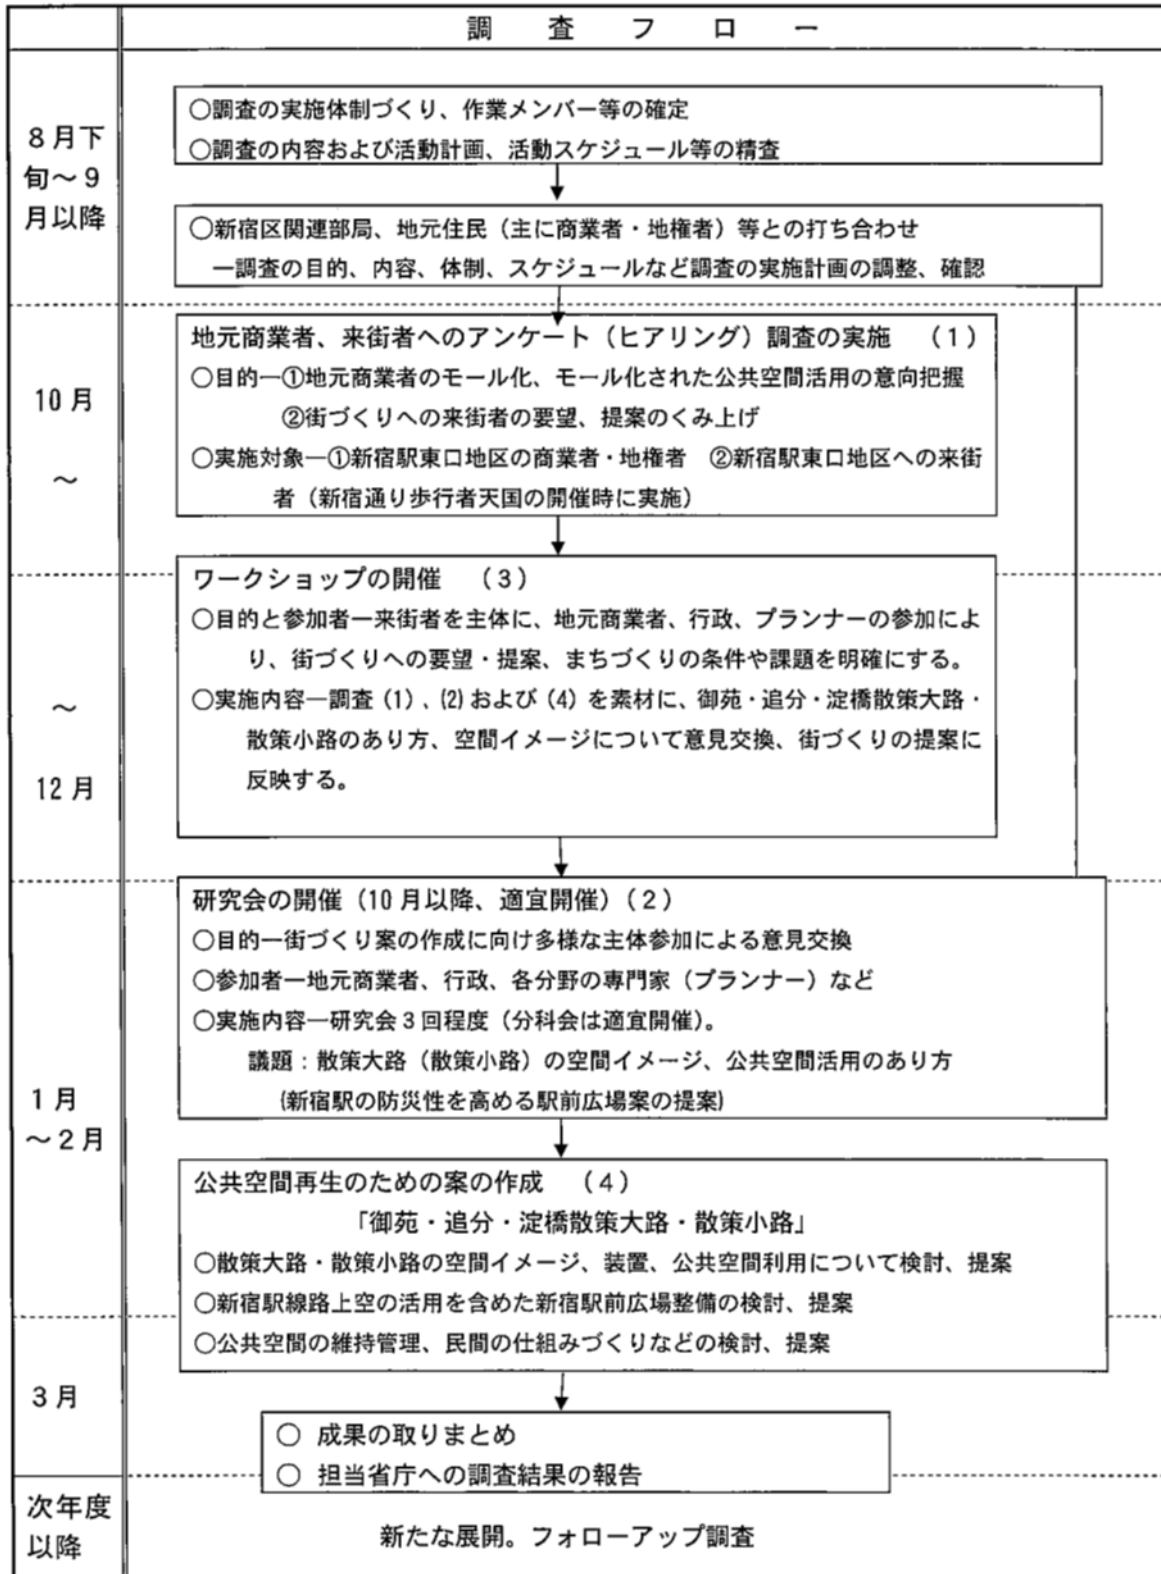 調査フロー
8月下
旬～9
月以降
○調査の実施体制づくり、作業メンバー等の確定
○調査の内容および活動計画、活動スケジュール等の精査
○新宿区関連部局、地元住民（主に商業者・地権者）等との打ち合わせ
―調査の目的、内容、体制、スケジュールなど調査の実施計画の調整、確認
10月
～
地元商業者、来街者へのアンケート（ヒアリング）調査の実施　（1）
○目的―①地元商業者のモール化、モール化された公共空間活用の意向把握
②街づくりへの来街者の要望、提案のくみ上げ
○実施対象―①新宿駅東口地区の商業者・地権者　②新宿駅東口地区への来街
者（新宿通り歩行者天国の開催時に実施）
～
12月
ワークショップの開催　（3）
○目的と参加者―来街者を主体に、地元商業者、行政、プランナーの参加によ
り、街づくりへの要望・提案、まちづくりの条件や課題を明確にする。
○実施内容―調査（1）、（2）および（4）を素材に、御苑・追分・淀橋散策大路・
散策小路のあり方、空間イメージについて意見交換、街づくりの提案に
反映する。
1月
～2月
研究会の開催（10月以降、適宜開催）（2）
○目的―街づくり案の作成に向け多様な主体参加による意見交換
○参加者―地元商業者、行政、各分野の専門家（プランナー）など
○実施内容―研究会3回程度（分科会は適宜開催）。
議題：散策大路（散策小路）の空間イメージ、公共空間活用のあり方
（新宿駅の防災性を高める駅前広場案の提案）
公共空間再生のための案の作成　（4）
「御苑・追分・淀橋散策大路・散策小路」
○散策大路・散策小路の空間イメージ、装置、公共空間利用について検討、提案
○新宿駅線路上空の活用を含めた新宿駅前広場整備の検討、提案
○公共空間の維持管理、民間の仕組みづくりなどの検討、提案
3月
○ 成果の取りまとめ
○ 担当省庁への調査結果の報告
次年度
以降
新たな展開。フォローアップ調査